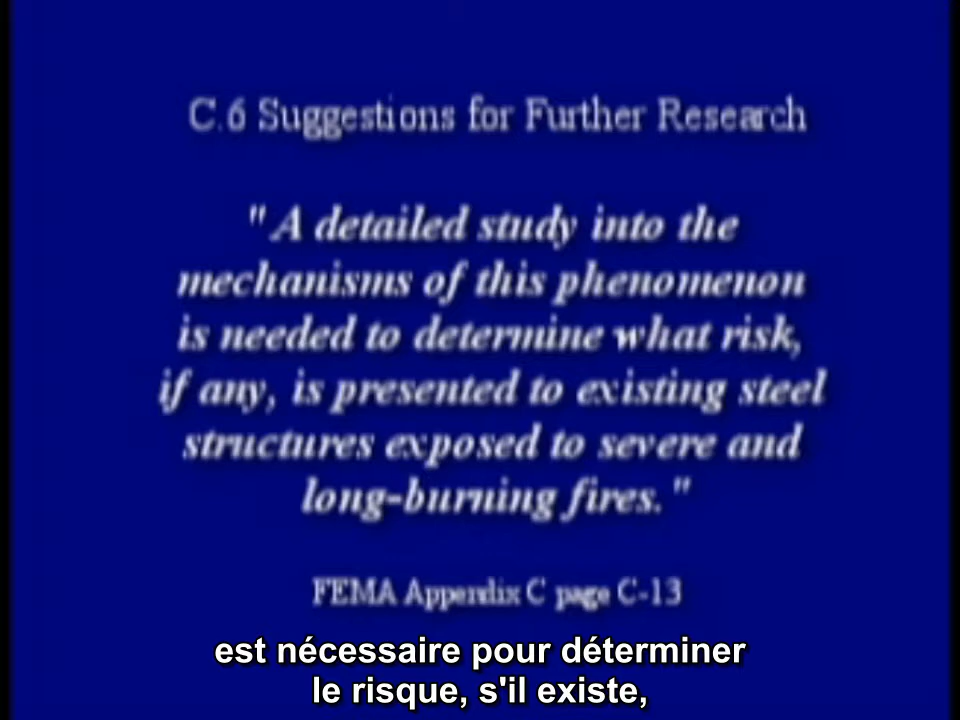 C.6 Suggestions for Further Research
"A detailed study into the
mechanisms of this phenomenon
is needed to determine what risk,
if any, is presented to existing steel
structures exposed to severe and
long-burning fires."
FEMA Appendix C page C-13
est nécessaire pour déterminer
le risque, s'il existe,